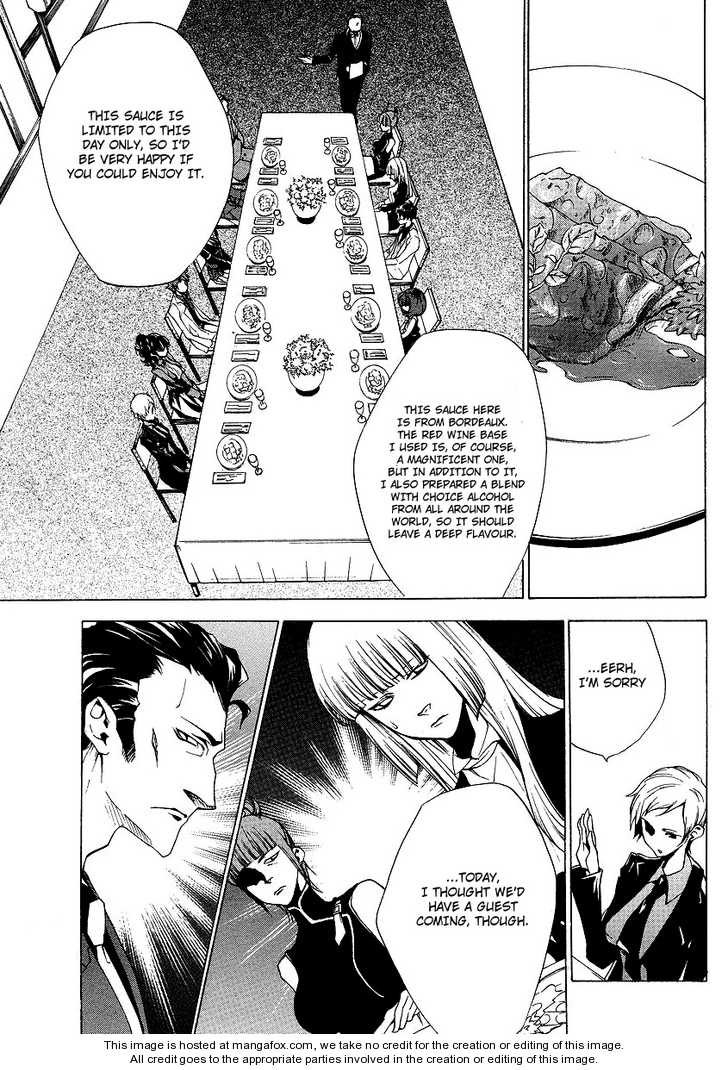 THIS SAUCE HERE
IS FROM BORDEAUX.
THE RED WINE BASE
I USED IS, OF COURSE,
A MAGNIFICENT ONE,
BUT IN ADDITION TO IT,
I ALSO PREPARED A BLEND
WITH CHOICE ALCOHOL
FROM ALL AROUND THE
WORLD, SO IT SHOULD
LEAVE A DEEP FLAVOUR.
THIS SAUCE IS
LIMITED TO THIS
DAY ONLY, SO I'D
BE VERY HAPPY IF
YOU COULD ENJOY IT.
...EERH,
I'M SORRY
...TODAY,
I THOUGHT WE'D
HAVE A GUEST
COMING, THOUGH.
This image is hosted at mangafox.com, we take no credit for the creation or editing of this image.
All credit goes to the appropriate parties involved in the creation or editing of this image.